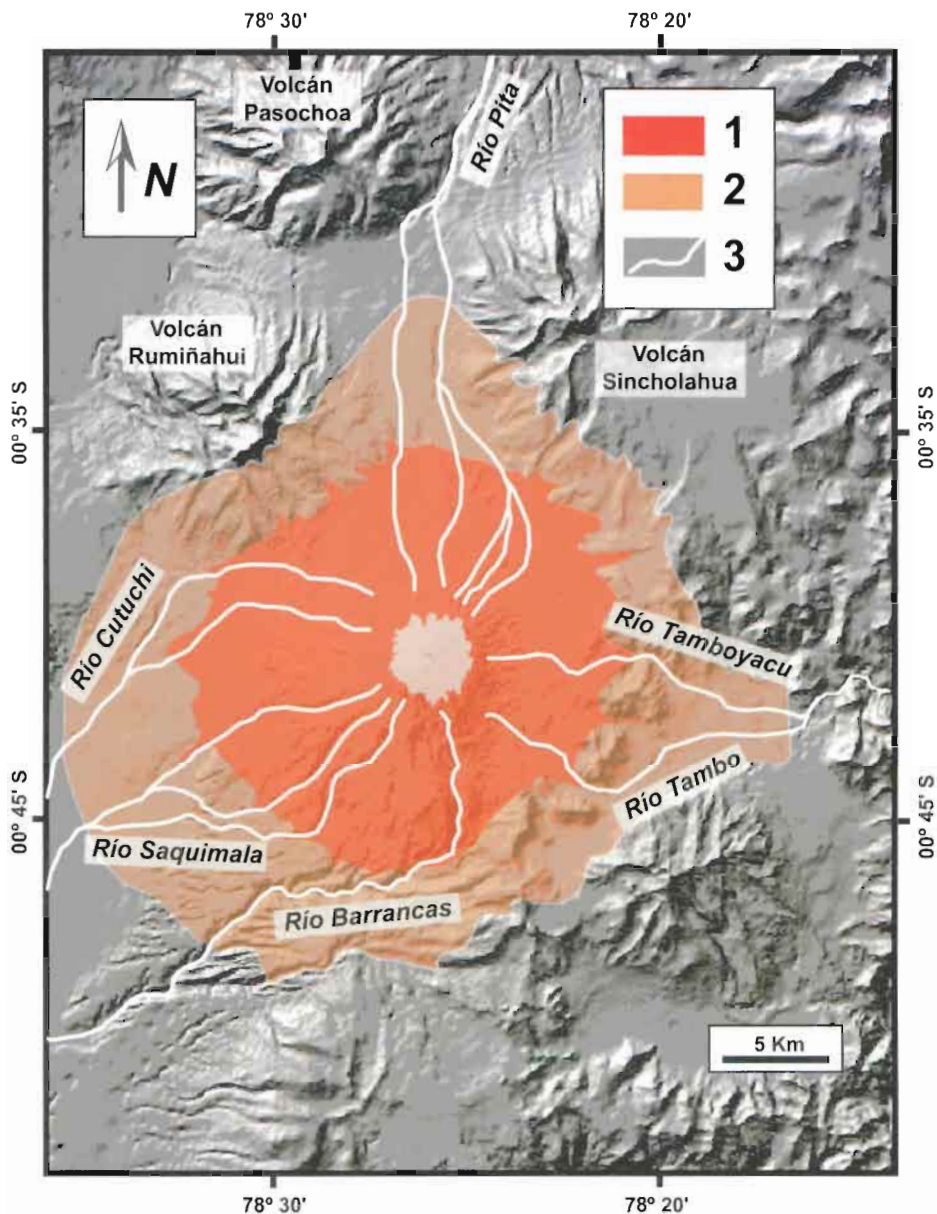 78º 30'
78º 20'
Volcán
Pasochoa
Río Pita
N
1
2
3
Volcán
Rumiñahui
Volcán
Sincholahua
00º 35' S
00º 35' S
Río Cutuchi
Río Tamboyacu
Río Tambo
00º 45' S
00º 45' S
Río Saquimala
Río Barrancas
5 Km
78º 30'
78º 20'